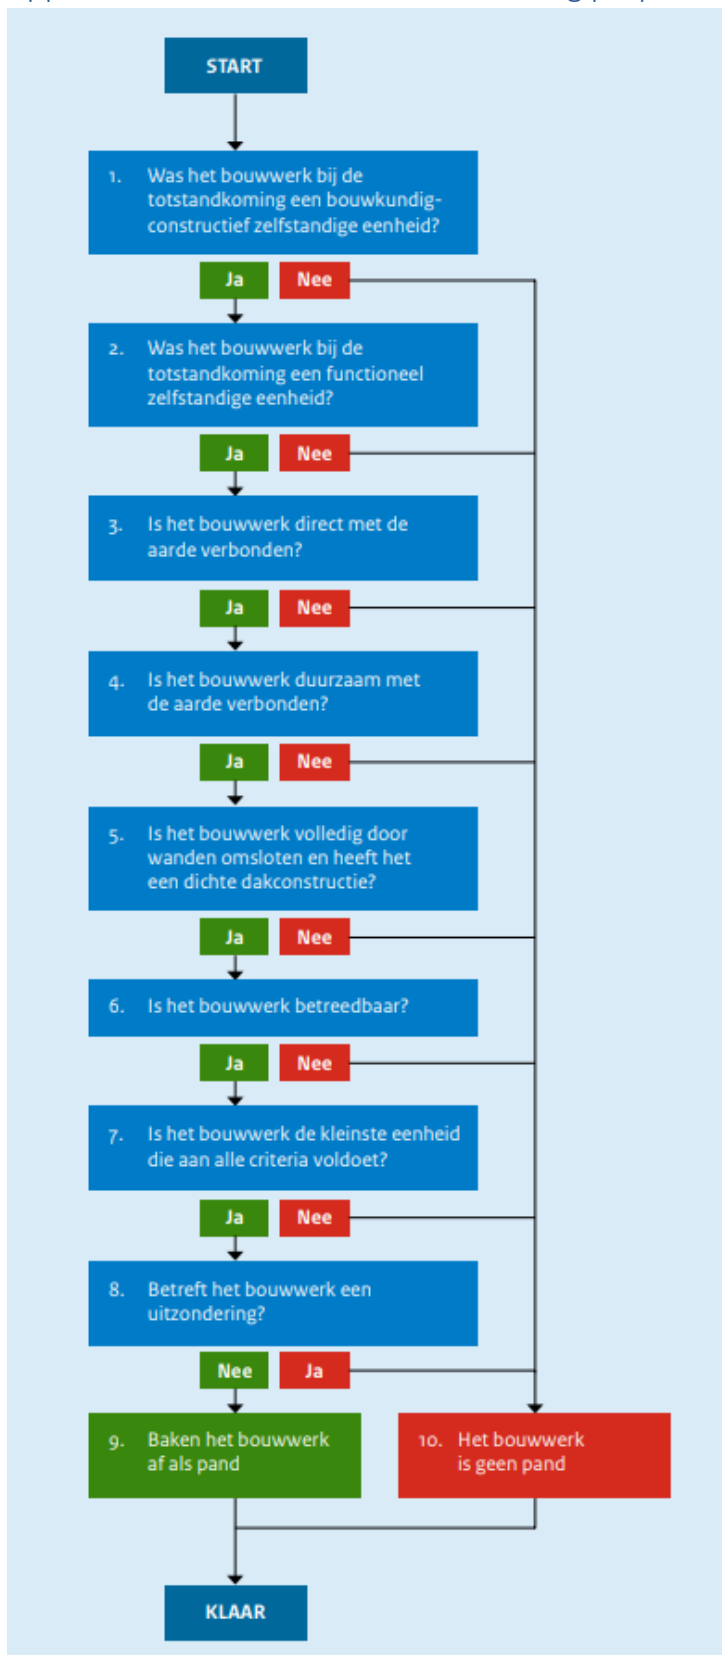 START
1. Was het bouwwerk bij de
totstandkoming een bouwkundig-
constructief zelfstandige eenheid?
Ja Nee
2. Was het bouwwerk bij de
totstandkoming een functioneel
zelfstandige eenheid?
Ja Nee
3. Is het bouwwerk direct met de
aarde verbonden?
Ja Nee
4. Is het bouwwerk duurzaam met
de aarde verbonden?
Ja Nee
5. Is het bouwwerk volledig door
wanden omsloten en heeft het
een dichte dakconstructie?
Ja Nee
6. Is het bouwwerk betreedbaar?
Ja Nee
7. Is het bouwwerk de kleinste eenheid
die aan alle criteria voldoet?
Ja Nee
8. Betreft het bouwwerk een
uitzondering?
Nee Ja
9. Baken het bouwwerk
af als pand
10. Het bouwwerk
is geen pand
KLAAR